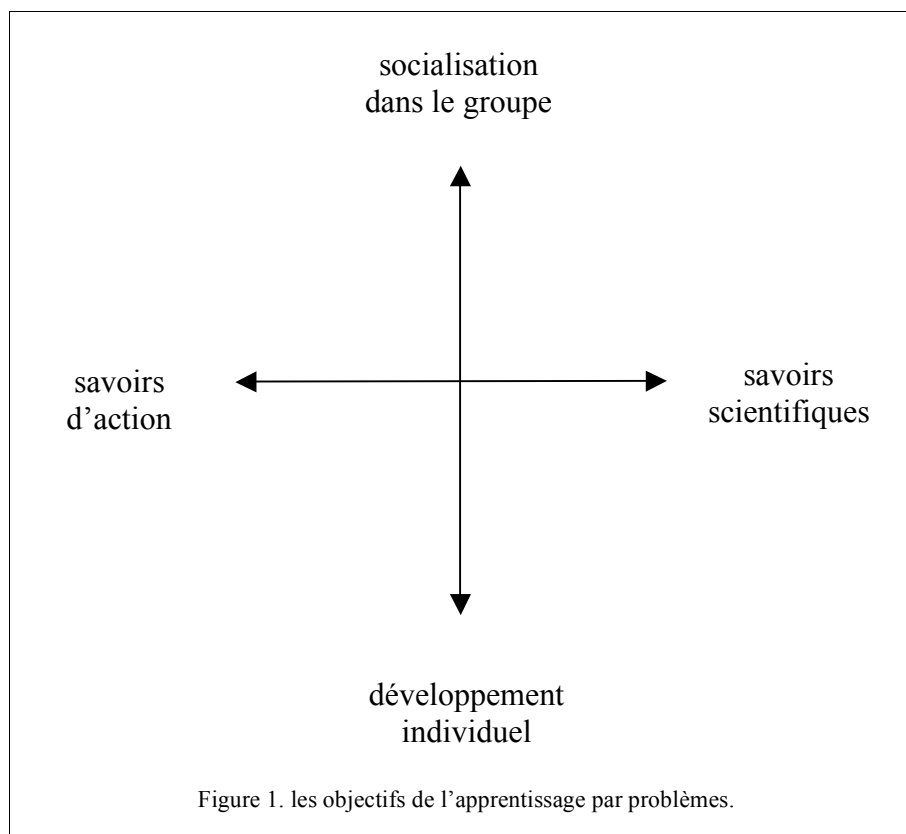 socialisation
dans le groupe
savoirs
d’action
savoirs
scientifiques
développement
individuel
Figure 1. les objectifs de l’apprentissage par problèmes.